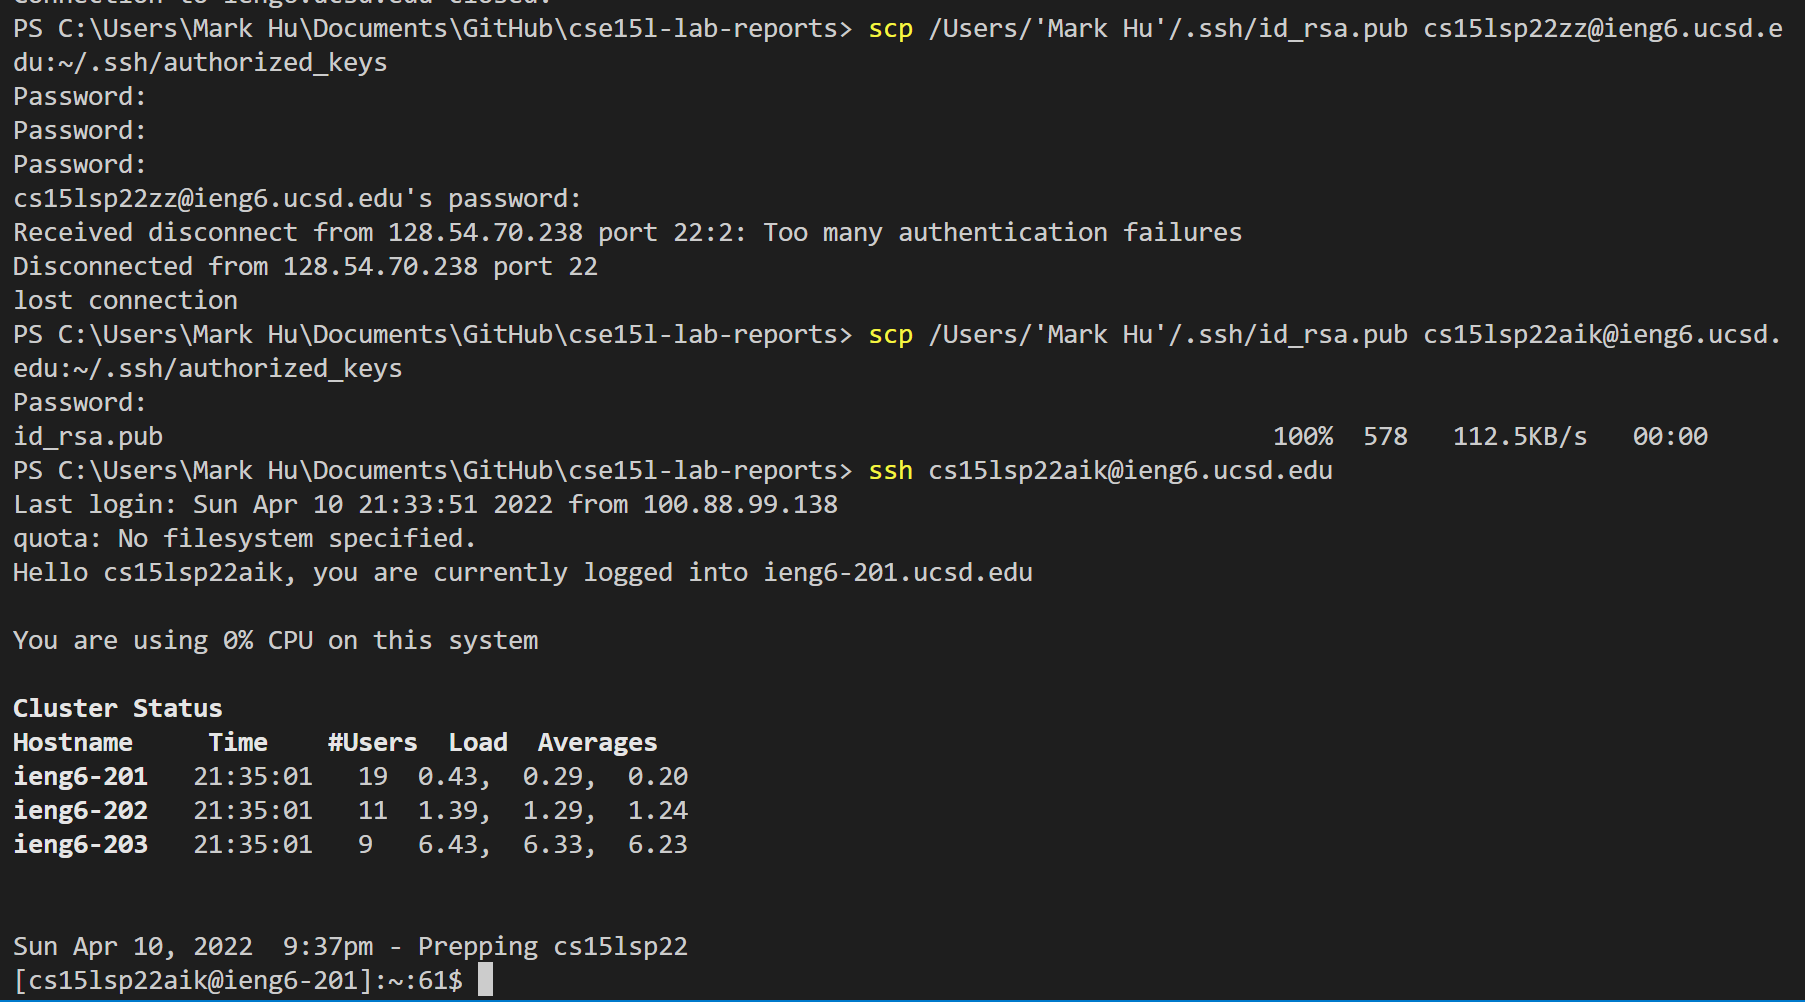 Connection to ieng6.ucsd.edu closed.
PS C:\Users\Mark Hu\Documents\GitHub\cse15l-lab-reports> scp /Users/'Mark Hu'/.ssh/id_rsa.pub cs15lsp22zz@ieng6.ucsd.e
du:~/.ssh/authorized_keys
Password:
Password:
Password:
cs15lsp22zz@ieng6.ucsd.edu's password:
Received disconnect from 128.54.70.238 port 22:2: Too many authentication failures
Disconnected from 128.54.70.238 port 22
lost connection
PS C:\Users\Mark Hu\Documents\GitHub\cse15l-lab-reports> scp /Users/'Mark Hu'/.ssh/id_rsa.pub cs15lsp22aik@ieng6.ucsd.
edu:~/.ssh/authorized_keys
Password:
id_rsa.pub 100% 578 112.5KB/s 00:00
PS C:\Users\Mark Hu\Documents\GitHub\cse15l-lab-reports> ssh cs15lsp22aik@ieng6.ucsd.edu
Last login: Sun Apr 10 21:33:51 2022 from 100.88.99.138
quota: No filesystem specified.
Hello cs15lsp22aik, you are currently logged into ieng6-201.ucsd.edu
You are using 0% CPU on this system
Cluster Status
Hostname Time #Users Load Averages
ieng6-201 21:35:01 19 0.43, 0.29, 0.20
ieng6-202 21:35:01 11 1.39, 1.29, 1.24
ieng6-203 21:35:01 9 6.43, 6.33, 6.23
Sun Apr 10, 2022 9:37pm - Prepping cs15lsp22
[cs15lsp22aik@ieng6-201]:~:61$